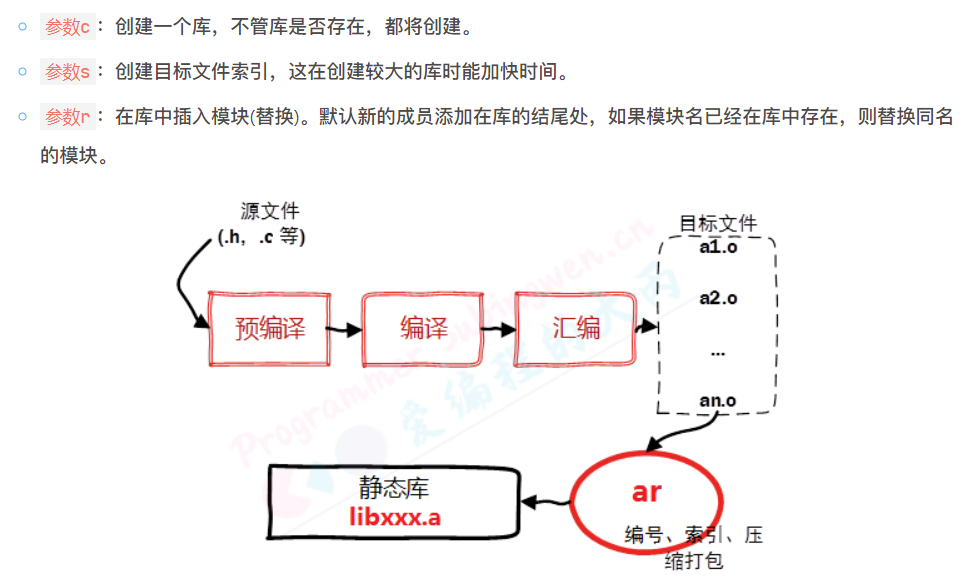 参数c：创建一个库，不管库是否存在，都将创建。
参数s：创建目标文件索引，这在创建较大的库时能加快时间。
参数r：在库中插入模块(替换)。默认新的成员添加在库的结尾处，如果模块名已经在库中存在，则替换同名
的模块。
源文件
(.h，.c 等)
目标文件
a1.o
a2.o
...
an.o
预编译
编译
汇编
ar
编号、索引、压
缩打包
静态库
libxxx.a
爱编程的大丙